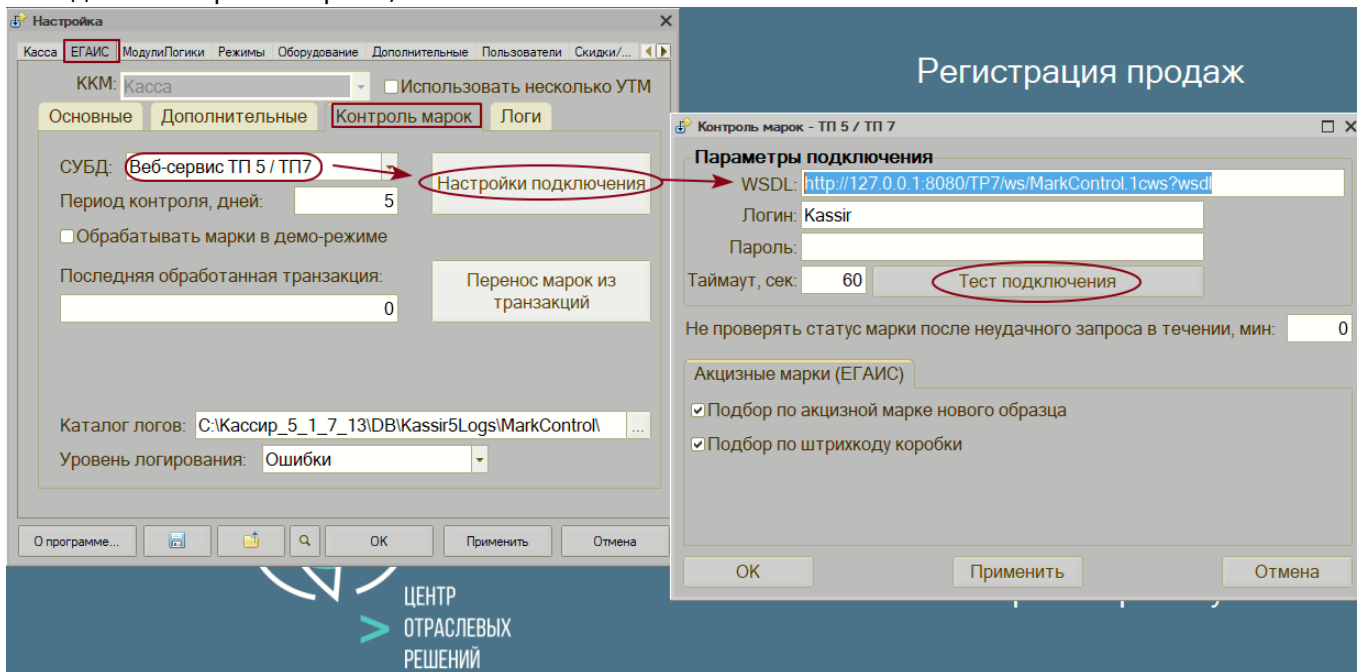 Настройка
Касса ЕГАИС МодулиЛогики Режимы Оборудование Дополнительные Пользователи Скидки/...
ККМ: Касса Использовать несколько УТМ
Основные Дополнительные Контроль марок Логи
СУБД: Веб-сервис ТП 5 / ТП7
Настройки подключения
Период контроля, дней: 5
Обрабатывать марки в демо-режиме
Последняя обработанная транзакция:
0
Перенос марок из
транзакций
Каталог логов: C:\Кассир_5_1_7_13\DB\Kassir5Logs\MarkControl\ ...
Уровень логирования: Ошибки
О программе... ОК Применить Отмена
Регистрация продаж
Контроль марок - ТП 5 / ТП 7
Параметры подключения
WSDL: http://127.0.0.1:8080/TP7/ws/MarkControl.1cws?wsdl
Логин: Kassir
Пароль:
Таймаут, сек: 60 Тест подключения
Не проверять статус марки после неудачного запроса в течении, мин: 0
Акцизные марки (ЕГАИС)
Подбор по акцизной марке нового образца
Подбор по штрихкоду коробки
ОК Применить Отмена
ЦЕНТР
ОТРАСЛЕВЫХ
РЕШЕНИЙ